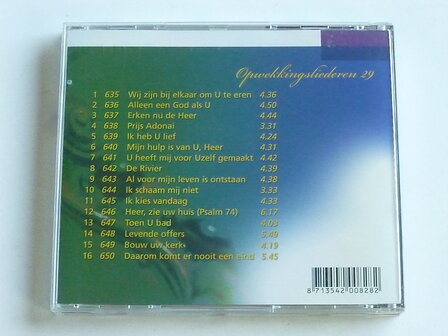 Opwekkingsliederen 29
1 635 Wij zijn bij elkaar om U te eren 4.36
2 636 Alleen een God als U 4.50
3 637 Erken nu de Heer 4.44
4 638 Prijs Adonai 3.31
5 639 Ik heb U lief 4.24
6 640 Mijn hulp is van U, Heer 4.31
7 641 U heeft mij voor Uzelf gemaakt 4.42
8 642 De Rivier 4.39
9 643 Al voor mijn leven is ontstaan 4.38
10 644 Ik schaam mij niet 3.33
11 645 Ik kies vandaag 4.33
12 646 Heer, zie uw huis (Psalm 74) 6.17
13 647 Toen U bad 4.03
14 648 Levende offers 5.49
15 649 Bouw uw kerk 4.19
16 650 Daarom komt er nooit een eind 5.45
8 713542 008282